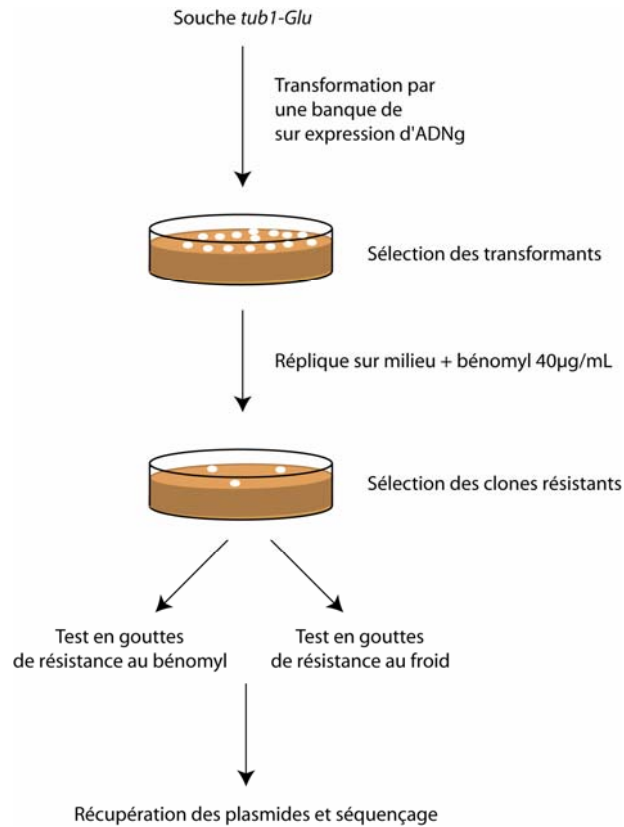 Souche tub1-Glu
Transformation par
une banque de
sur expression d'ADNg
Sélection des transformants
Réplique sur milieu + bénomyl 40µg/mL
Sélection des clones résistants
Test en gouttes
de résistance au bénomyl
Test en gouttes
de résistance au froid
Récupération des plasmides et séquençage